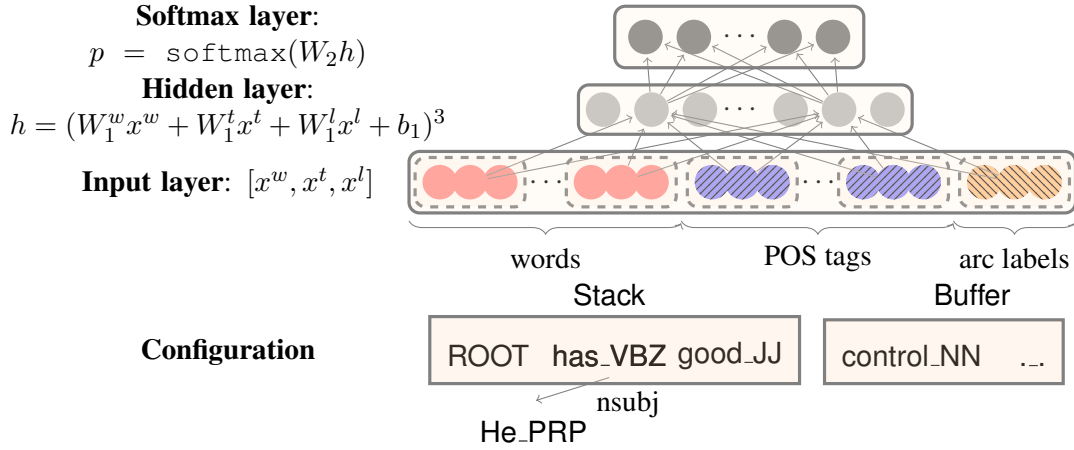 Softmax layer:
p = softmax(W₂h)
···
Hidden layer:
h = (W₁ʷxʷ + W₁ᵗxᵗ + W₁ˡxˡ + b₁)³
···
Input layer: [xʷ, xᵗ, xˡ]
··· ···
words POS tags arc labels
Stack Buffer
Configuration
ROOT has_VBZ good_JJ control_NN ._.
nsubj
He_PRP